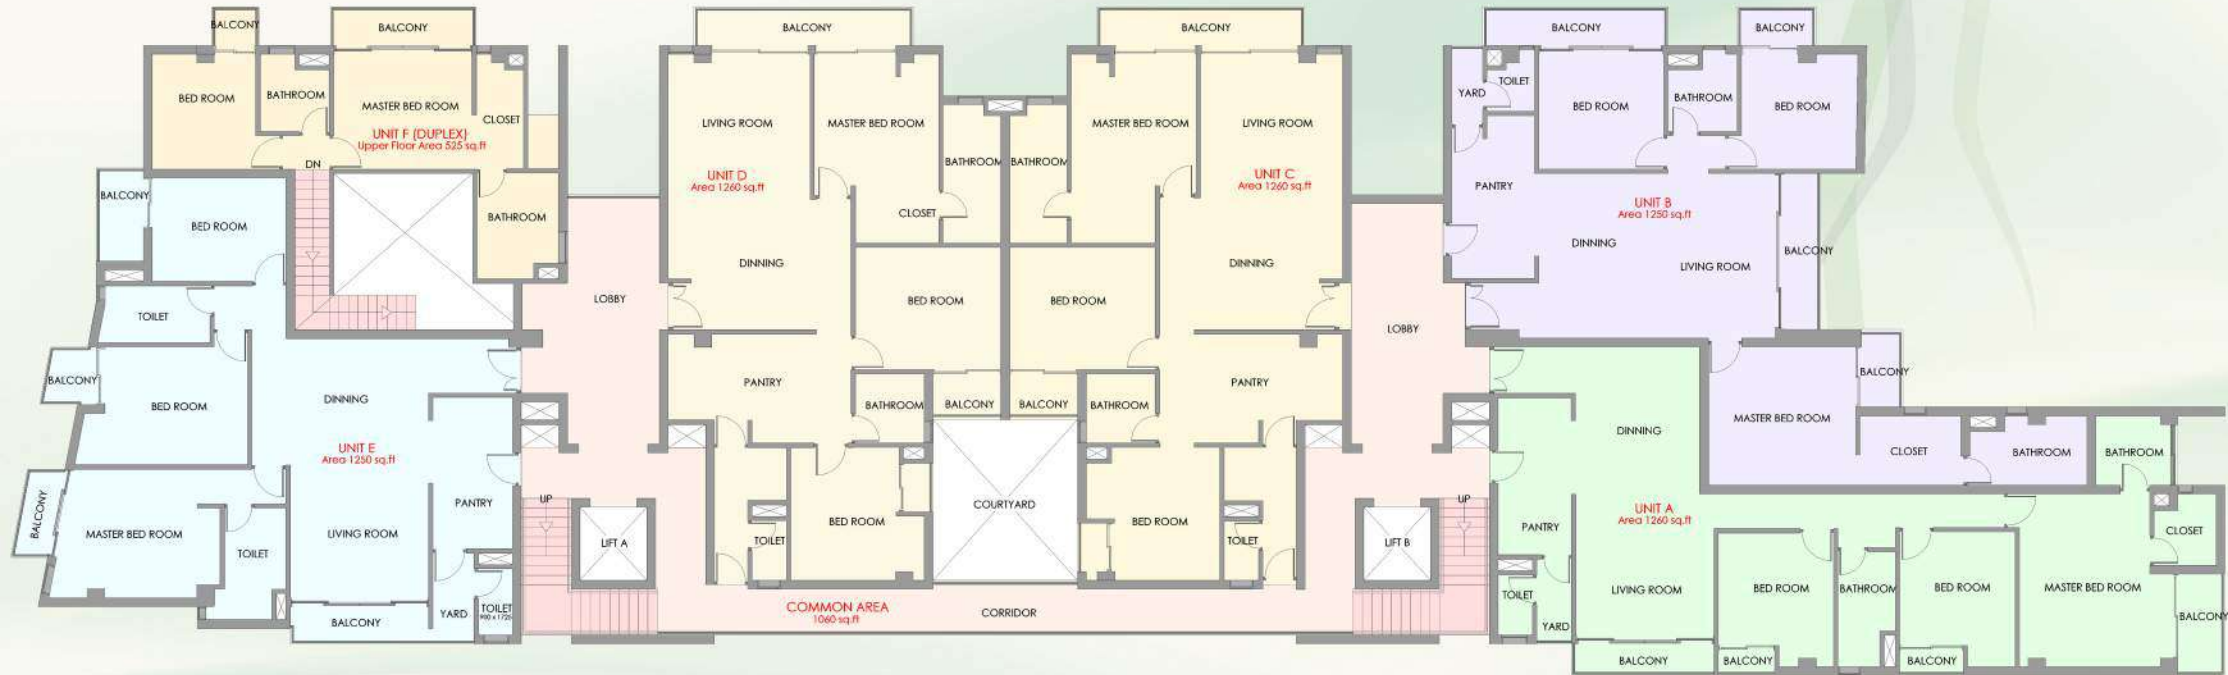 BALCONY
BALCONY
BED ROOM
BATHROOM
MASTER BED ROOM
CLOSET
UNIT F (DUPLEX)
Upper Floor Area 525 sq.ft
DN
BATHROOM
BALCONY
BED ROOM
TOILET
BALCONY
BED ROOM
DINNING
UNIT E
Area 1250 sq.ft
BALCONY
MASTER BED ROOM
TOILET
LIVING ROOM
PANTRY
BALCONY
YARD
TOILET
900 x 1725
LOBBY
UP
LIFT A
BALCONY
LIVING ROOM
MASTER BED ROOM
BATHROOM
UNIT D
Area 1260 sq.ft
CLOSET
DINNING
BED ROOM
PANTRY
BATHROOM
BALCONY
BED ROOM
TOILET
COURTYARD
COMMON AREA
1060 sq.ft
CORRIDOR
BALCONY
BATHROOM
MASTER BED ROOM
LIVING ROOM
UNIT C
Area 1260 sq.ft
DINNING
BED ROOM
PANTRY
BALCONY
BATHROOM
BED ROOM
TOILET
LOBBY
UP
LIFT B
BALCONY
BALCONY
YARD
TOILET
BED ROOM
BATHROOM
BED ROOM
PANTRY
UNIT B
Area 1250 sq.ft
DINNING
LIVING ROOM
BALCONY
BALCONY
MASTER BED ROOM
CLOSET
BATHROOM
DINNING
BATHROOM
UNIT A
Area 1260 sq.ft
PANTRY
CLOSET
TOILET
YARD
LIVING ROOM
BED ROOM
BATHROOM
BED ROOM
MASTER BED ROOM
BALCONY
BALCONY
BALCONY
BALCONY